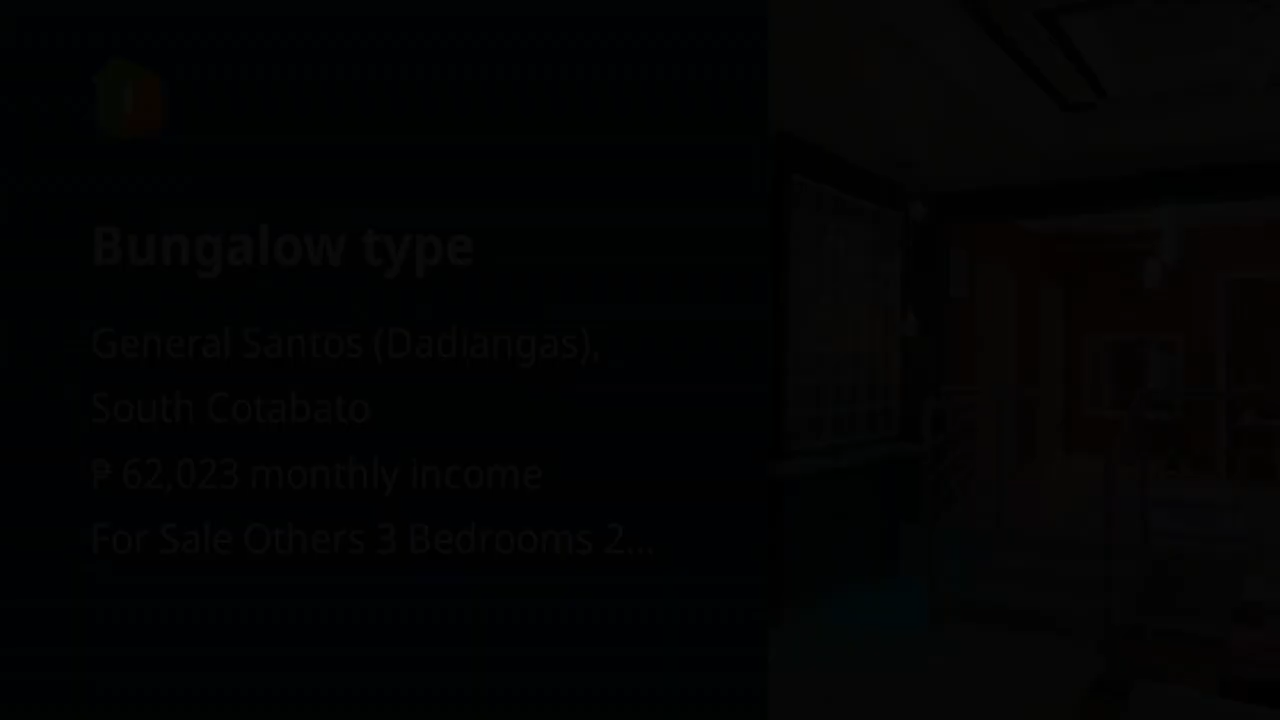 Bungalow type
General Santos (Dadiangas),
South Cotabato
₱ 62,023 monthly income
For Sale Others 3 Bedrooms 2...